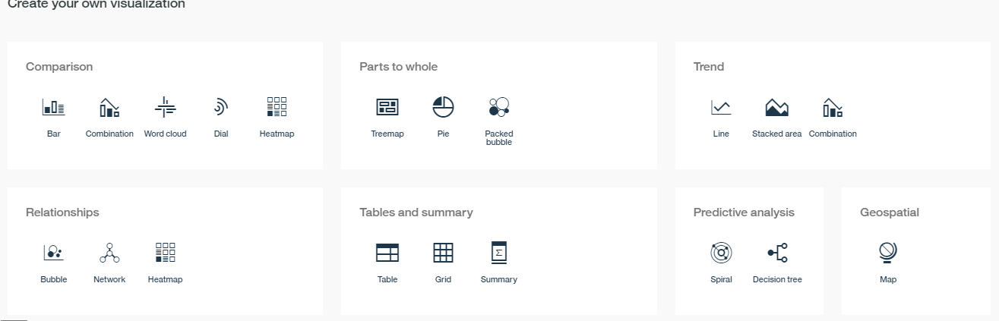 Create your own visualization
Comparison
Bar
Combination
Word cloud
Dial
Heatmap
Parts to whole
Treemap
Pie
Packed
bubble
Trend
Line
Stacked area
Combination
Relationships
Bubble
Network
Heatmap
Tables and summary
Table
Grid
Σ
Summary
Predictive analysis
Spiral
Decision tree
Geospatial
Map